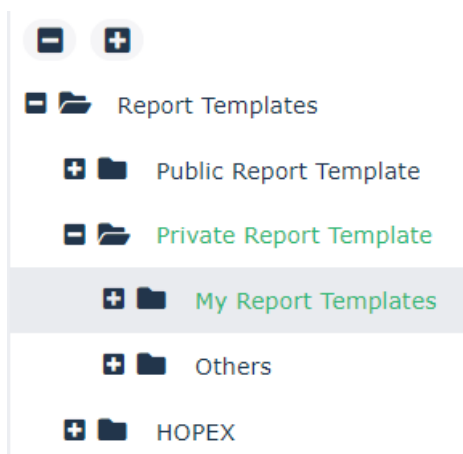 Report Templates
Public Report Template
Private Report Template
My Report Templates
Others
HOPEX